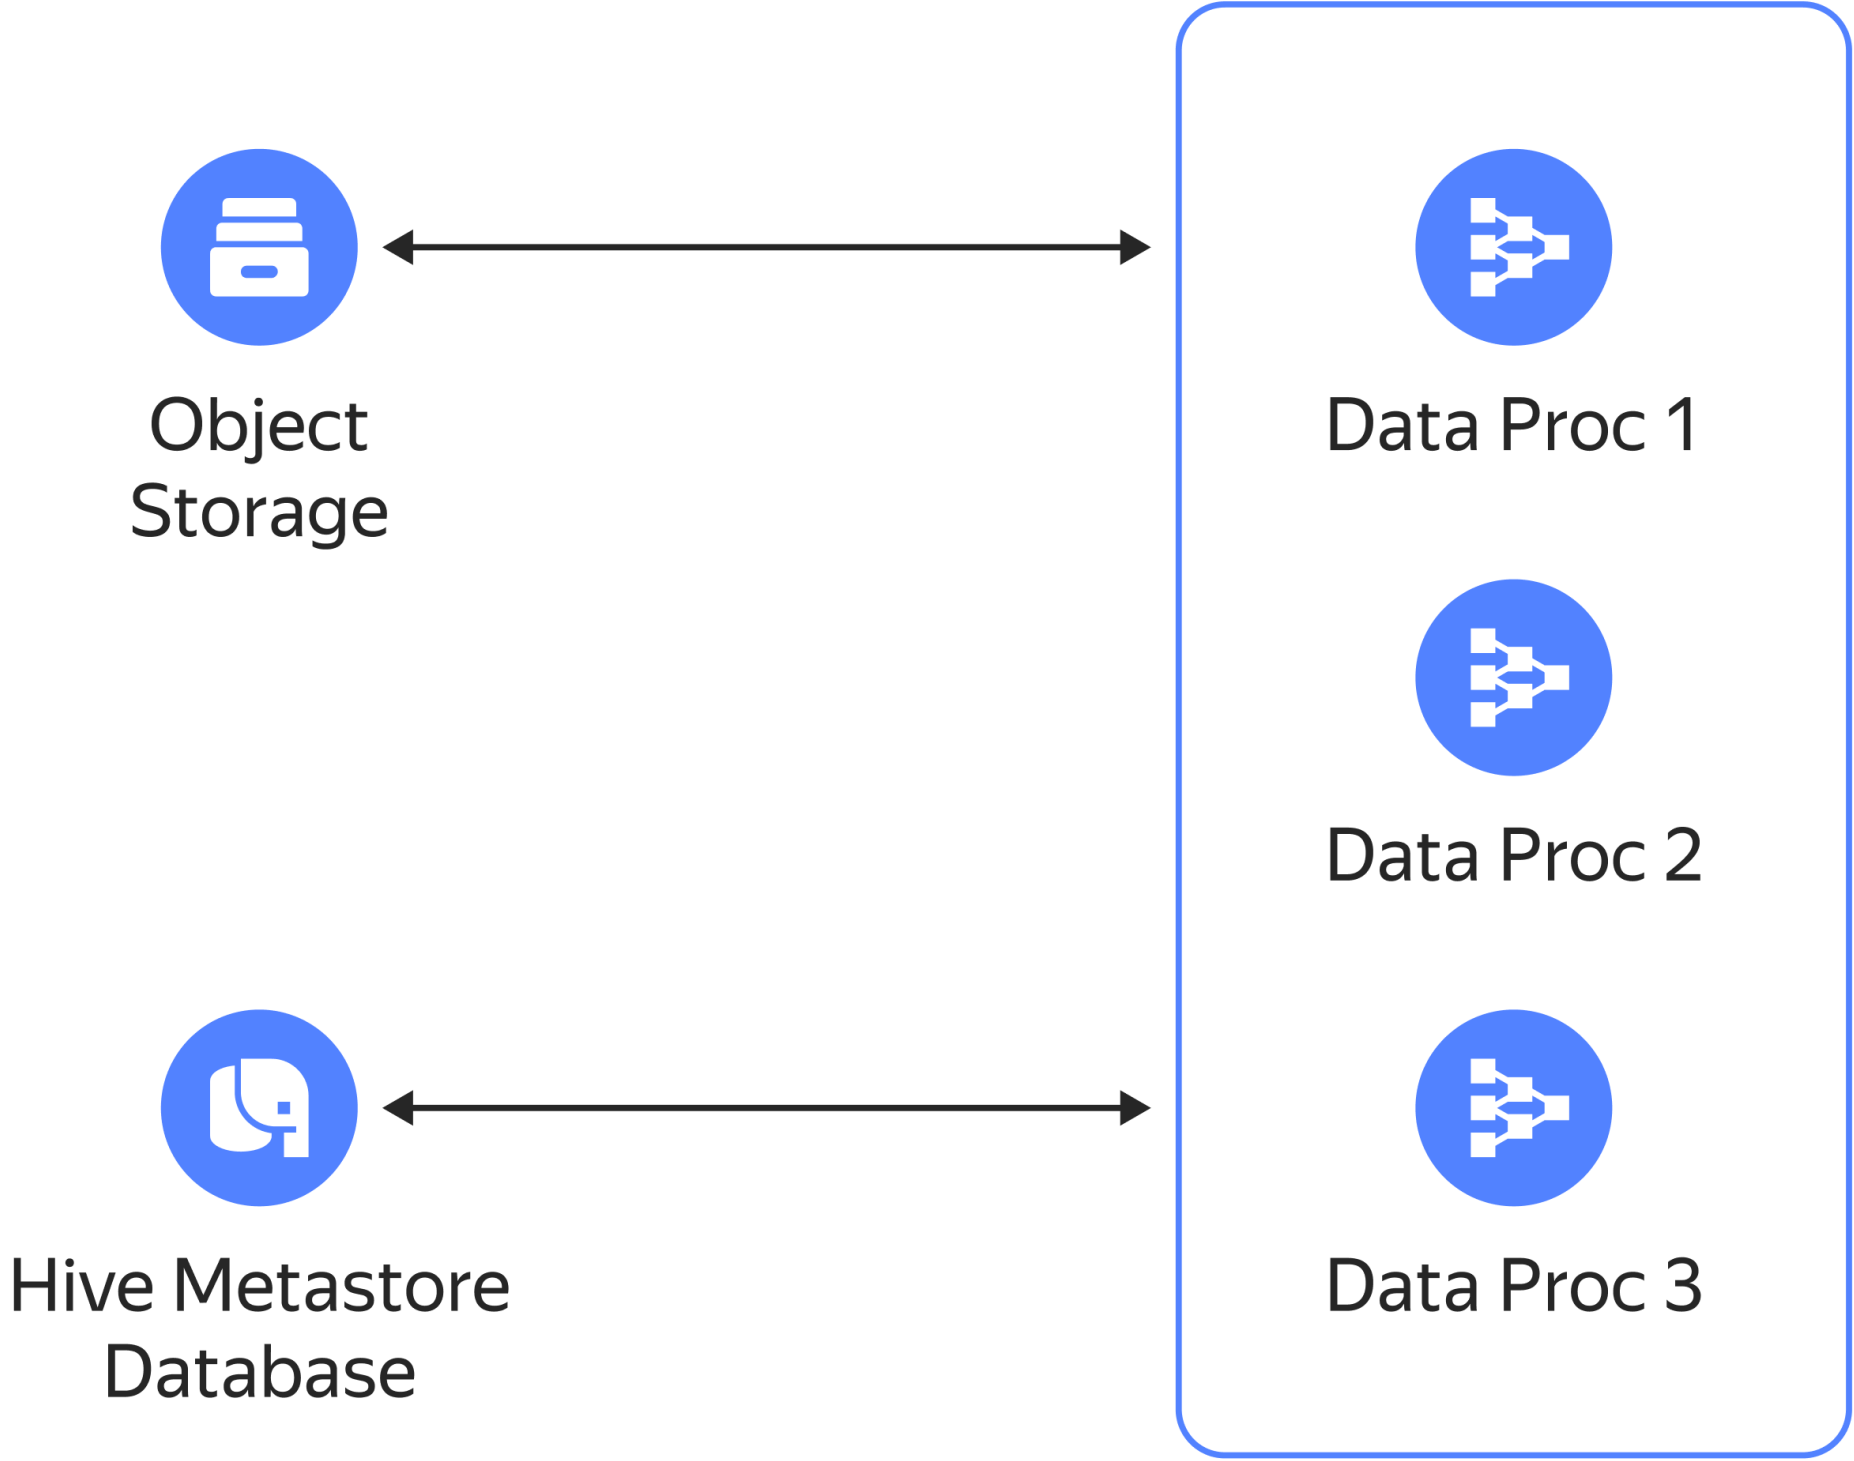 Object
Storage
Data Proc 1
Data Proc 2
Hive Metastore
Database
Data Proc 3